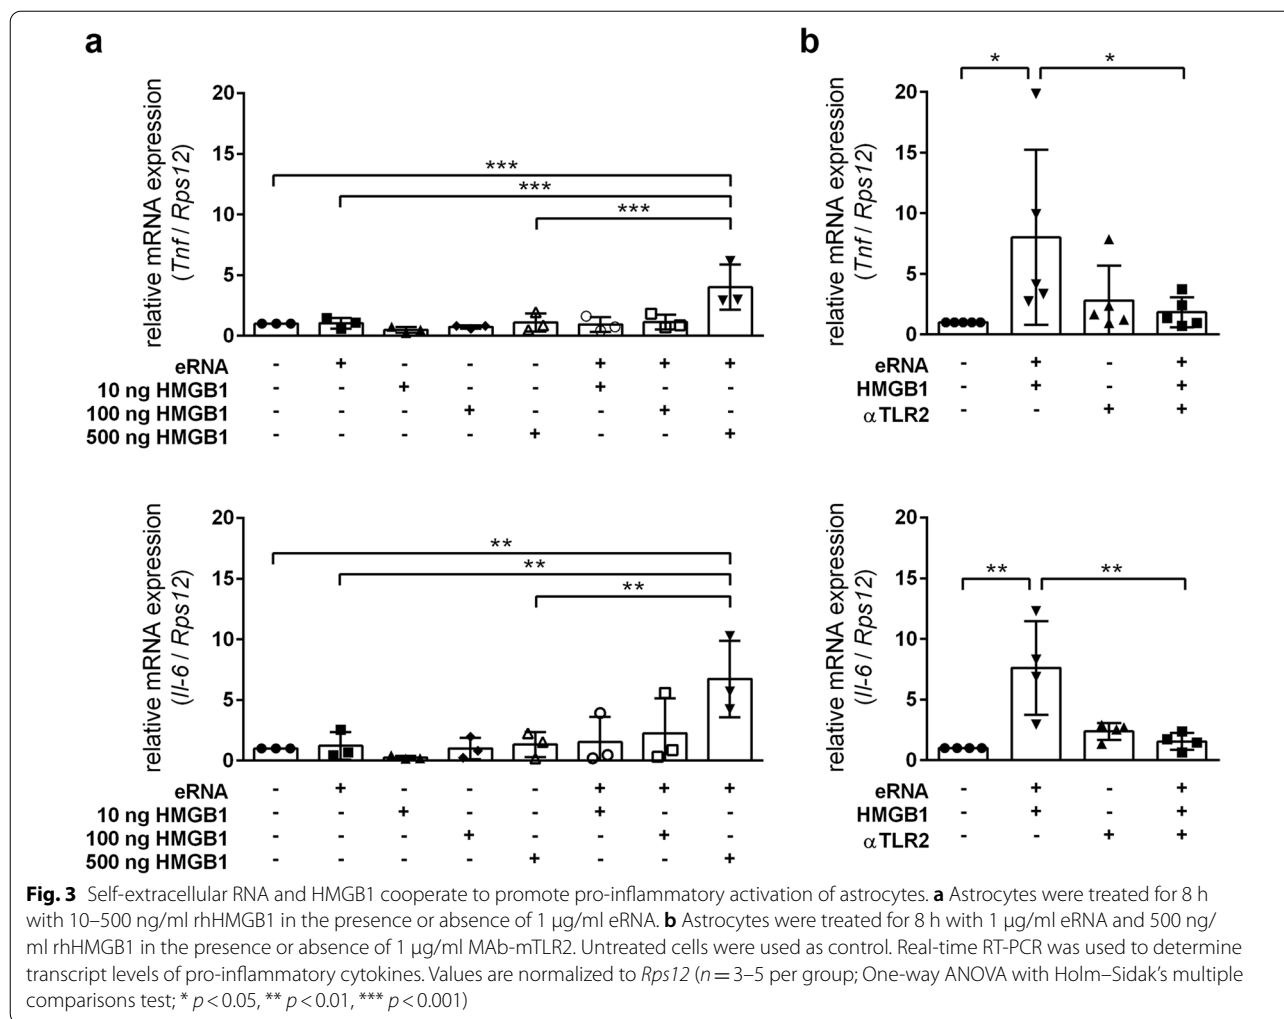 a
20
15
10
5
0
relative mRNA expression
(Tnf / Rps12)
***
***
***
eRNA - + - - - + + +
10 ng HMGB1 - - + - - + - -
100 ng HMGB1 - - - + - - + -
500 ng HMGB1 - - - - + - - +
b
20
15
10
5
0
relative mRNA expression
(Tnf / Rps12)
* *
eRNA - + - +
HMGB1 - + - +
αTLR2 - - + +
20
15
10
5
0
relative mRNA expression
(Il-6 / Rps12)
**
**
**
eRNA - + - - - + + +
10 ng HMGB1 - - + - - + - -
100 ng HMGB1 - - - + - - + -
500 ng HMGB1 - - - - + - - +
20
15
10
5
0
relative mRNA expression
(Il-6 / Rps12)
** **
eRNA - + - +
HMGB1 - + - +
αTLR2 - - + +
Fig. 3 Self-extracellular RNA and HMGB1 cooperate to promote pro-inflammatory activation of astrocytes. a Astrocytes were treated for 8 h
with 10–500 ng/ml rhHMGB1 in the presence or absence of 1 µg/ml eRNA. b Astrocytes were treated for 8 h with 1 µg/ml eRNA and 500 ng/
ml rhHMGB1 in the presence or absence of 1 µg/ml MAb-mTLR2. Untreated cells were used as control. Real-time RT-PCR was used to determine
transcript levels of pro-inflammatory cytokines. Values are normalized to Rps12 (n = 3–5 per group; One-way ANOVA with Holm–Sidak's multiple
comparisons test; * p < 0.05, ** p < 0.01, *** p < 0.001)